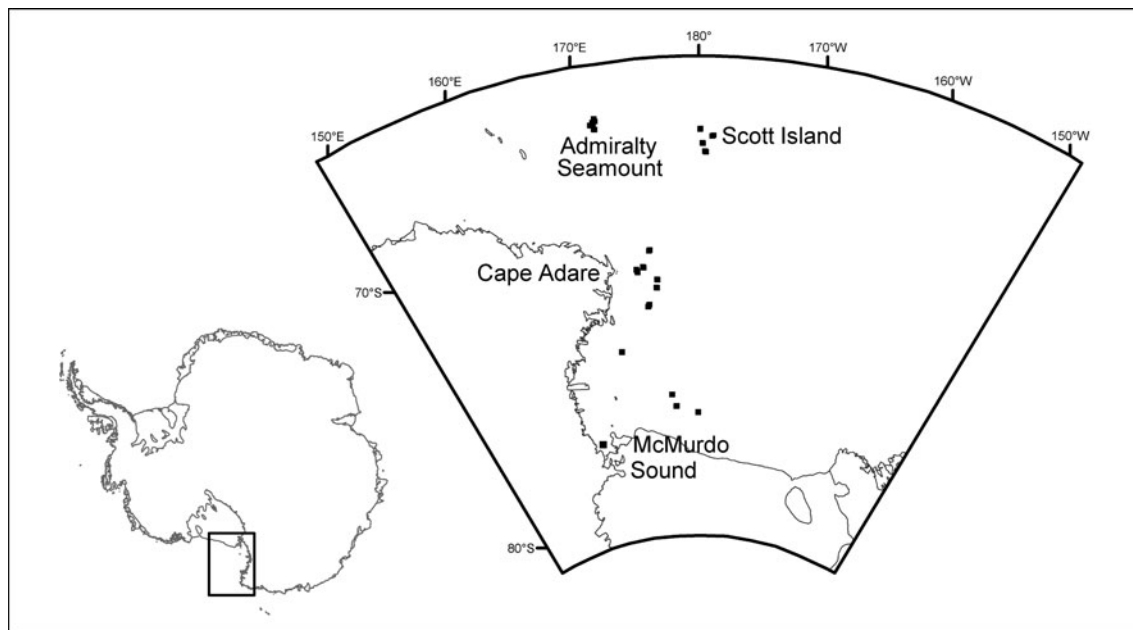 180°
170°E
170°W
160°E
160°W
150°E
150°W
Admiralty
Seamount
Scott Island
Cape Adare
70°S
McMurdo
Sound
80°S